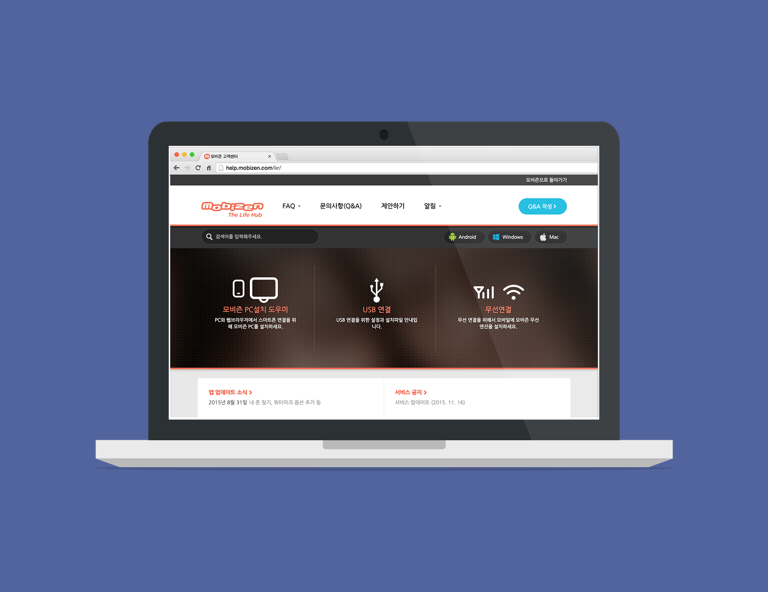 모비즌 고객센터
help.mobizen.com/kr/
모비즌으로 돌아가기
mobizen
The Life Hub
FAQ
문의사항(Q&A)
제안하기
알림
Q&A 작성
검색어를 입력해주세요.
Android
Windows
Mac
모비즌 PC설치 도우미
PC와 웹브라우저에서 스마트폰 연결을 위
해 모비즌 PC를 설치하세요.
USB 연결
USB 연결을 위한 설정과 설치파일 안내입
니다.
무선연결
무선 연결을 위해서 모바일에 모비즌 무선
엔진을 설치하세요.
앱 업데이트 소식
2015년 8월 31일 내 폰 찾기, 워터마크 옵션 추가 등
서비스 공지
서비스 업데이트 (2015. 11. 16)